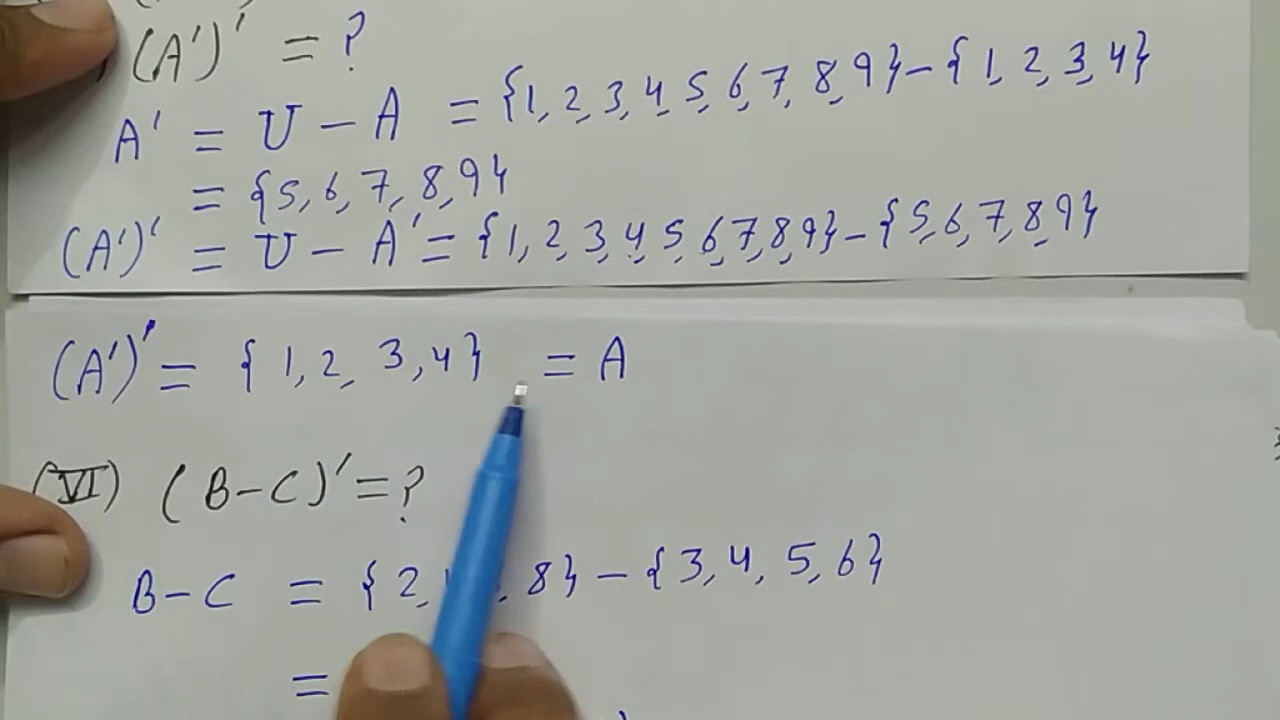 (A')' = ?
A' = U - A = {1, 2, 3, 4, 5, 6, 7, 8, 9} - {1, 2, 3, 4}
= {5, 6, 7, 8, 9}
(A')' = U - A' = {1, 2, 3, 4, 5, 6, 7, 8, 9} - {5, 6, 7, 8, 9}
(A')' = {1, 2, 3, 4} = A
(VI) (B-C)' = ?
B-C = {2, , 8} - {3, 4, 5, 6}
=